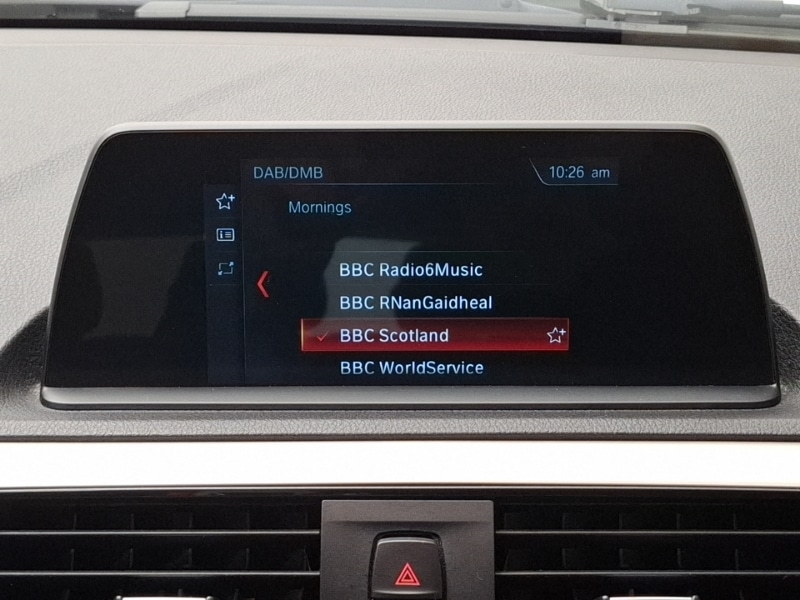 DAB/DMB
10:26 am
Mornings
BBC Radio6Music
BBC RNanGaidheal
BBC Scotland
BBC WorldService